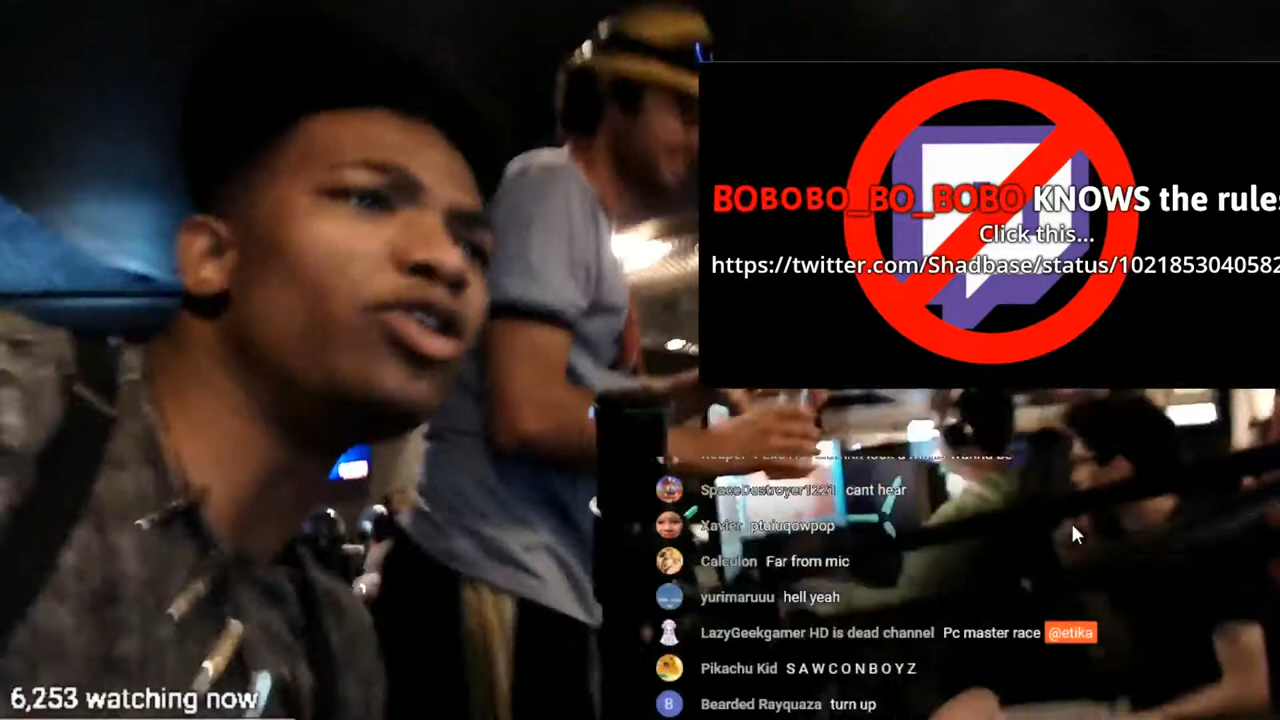 BOBOBO_BO_BOBO KNOWS the rules
Click this...
https://twitter.com/Shadbase/status/1021853040582
SpaceDestroyer1221 cant hear
Xavier ptuiuqowpop
Calculon Far from mic
yurimaruuu hell yeah
LazyGeekgamer HD is dead channel Pc master race @etika
Pikachu Kid S A W C O N B O Y Z
B Bearded Rayquaza turn up
6,253 watching now